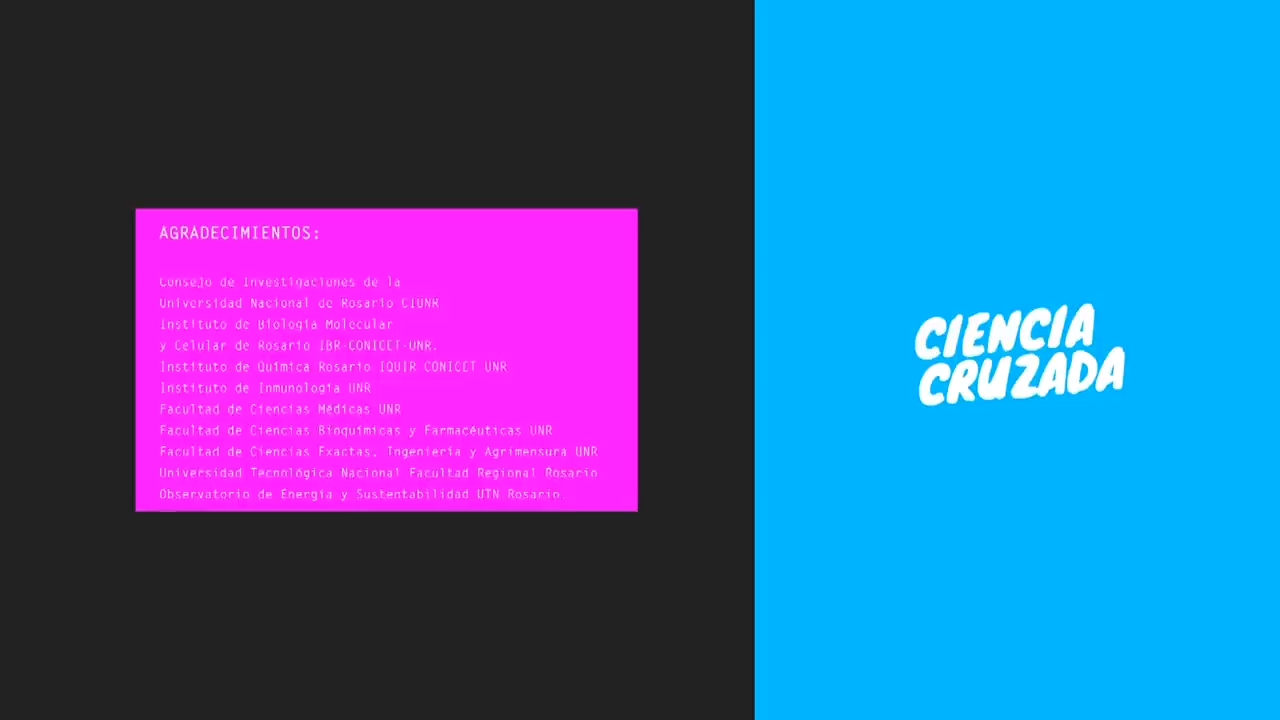 AGRADECIMIENTOS:
Consejo de Investigaciones de la
Universidad Nacional de Rosario CIUNR
Instituto de Biología Molecular
y Celular de Rosario IBR-CONICET-UNR.
Instituto de Química Rosario IQUIR CONICET UNR
Instituto de Inmunología UNR
Facultad de Ciencias Médicas UNR
Facultad de Ciencias Bioquímicas y Farmacéuticas UNR
Facultad de Ciencias Exactas, Ingeniería y Agrimensura UNR
Universidad Tecnológica Nacional Facultad Regional Rosario
Observatorio de Energía y Sustentabilidad UTN Rosario.
CIENCIA
CRUZADA